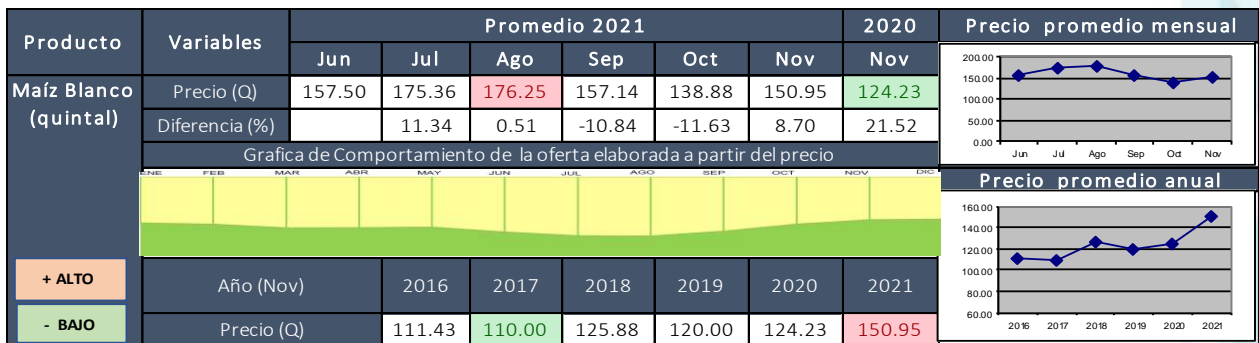 Producto Variables Promedio 2021 2020 Precio promedio mensual
Jun Jul Ago Sep Oct Nov Nov
Maíz Blanco (quintal) Precio (Q) 157.50 175.36 176.25 157.14 138.88 150.95 124.23
Diferencia (%) 11.34 0.51 -10.84 -11.63 8.70 21.52
200.00
150.00
100.00
50.00
0.00
Jun Jul Ago Sep Oct Nov
Grafica de Comportamiento de la oferta elaborada a partir del precio
ENE FEB MAR ABR MAY JUN JUL AGO SEP OCT NOV DIC
Precio promedio anual
160.00
140.00
120.00
100.00
80.00
60.00
2016 2017 2018 2019 2020 2021
+ ALTO
- BAJO
Año (Nov) 2016 2017 2018 2019 2020 2021
Precio (Q) 111.43 110.00 125.88 120.00 124.23 150.95